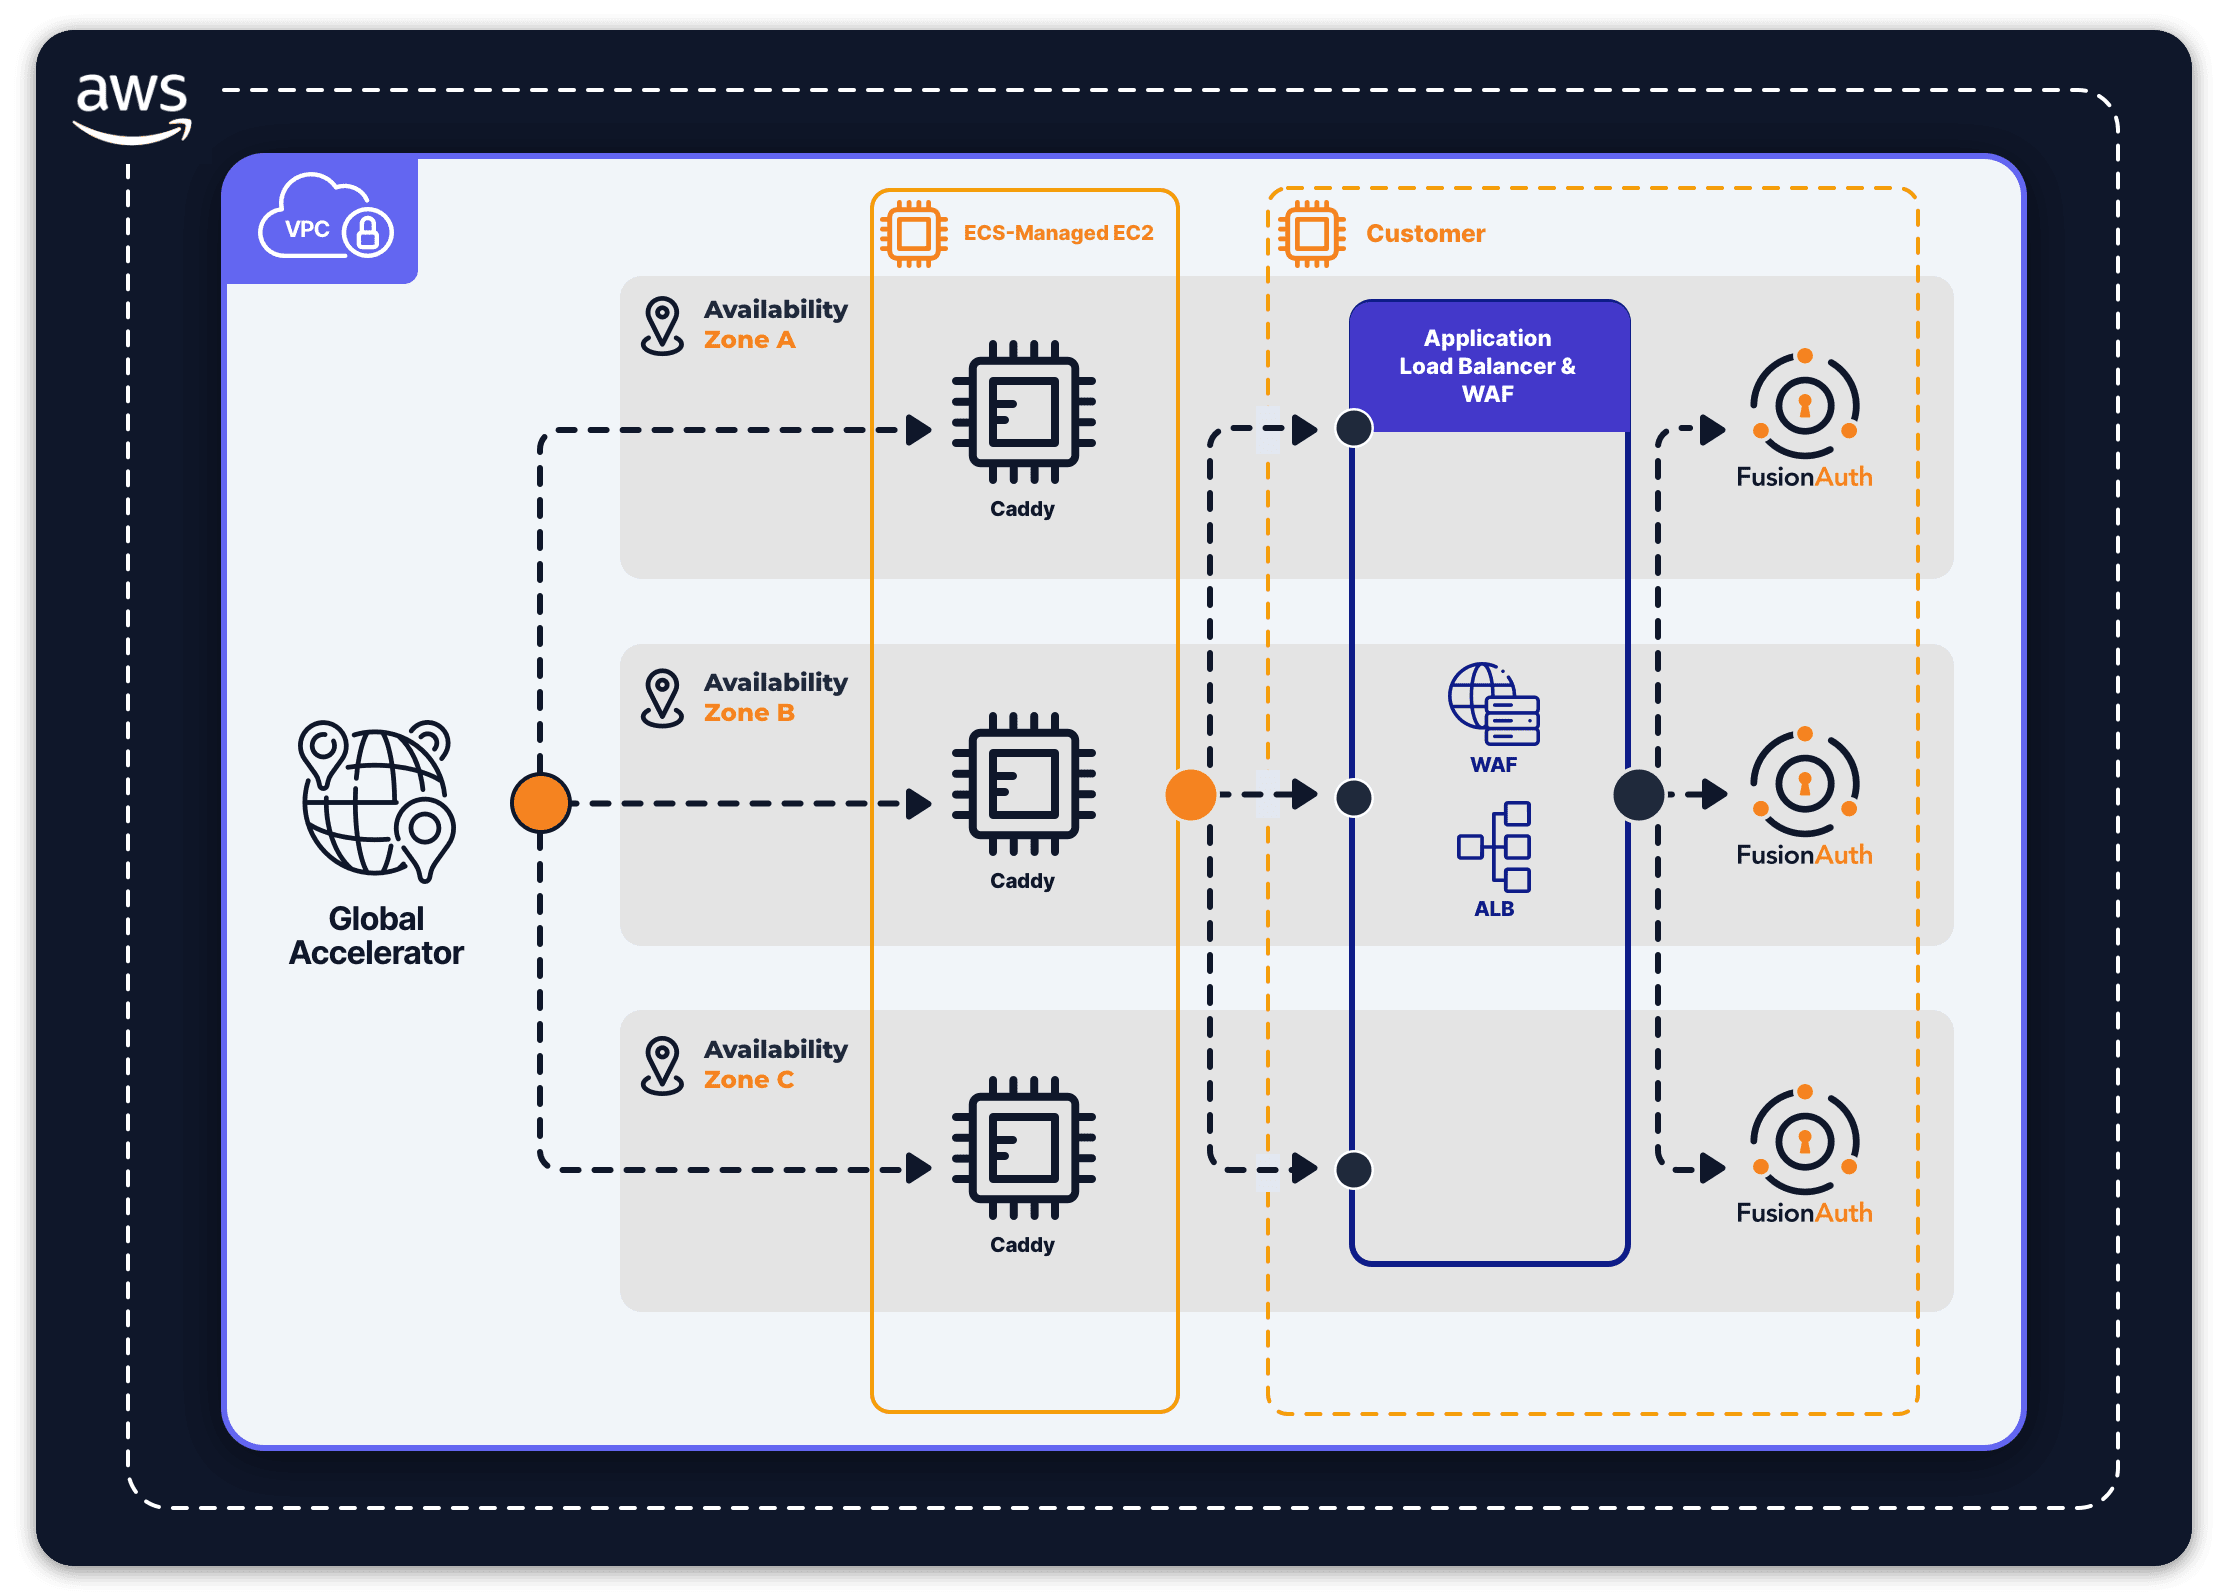 aws
VPC
ECS-Managed EC2
Customer
Availability
Zone A
Application
Load Balancer &
WAF
Caddy
FusionAuth
Availability
Zone B
WAF
ALB
Caddy
FusionAuth
Global
Accelerator
Availability
Zone C
Caddy
FusionAuth